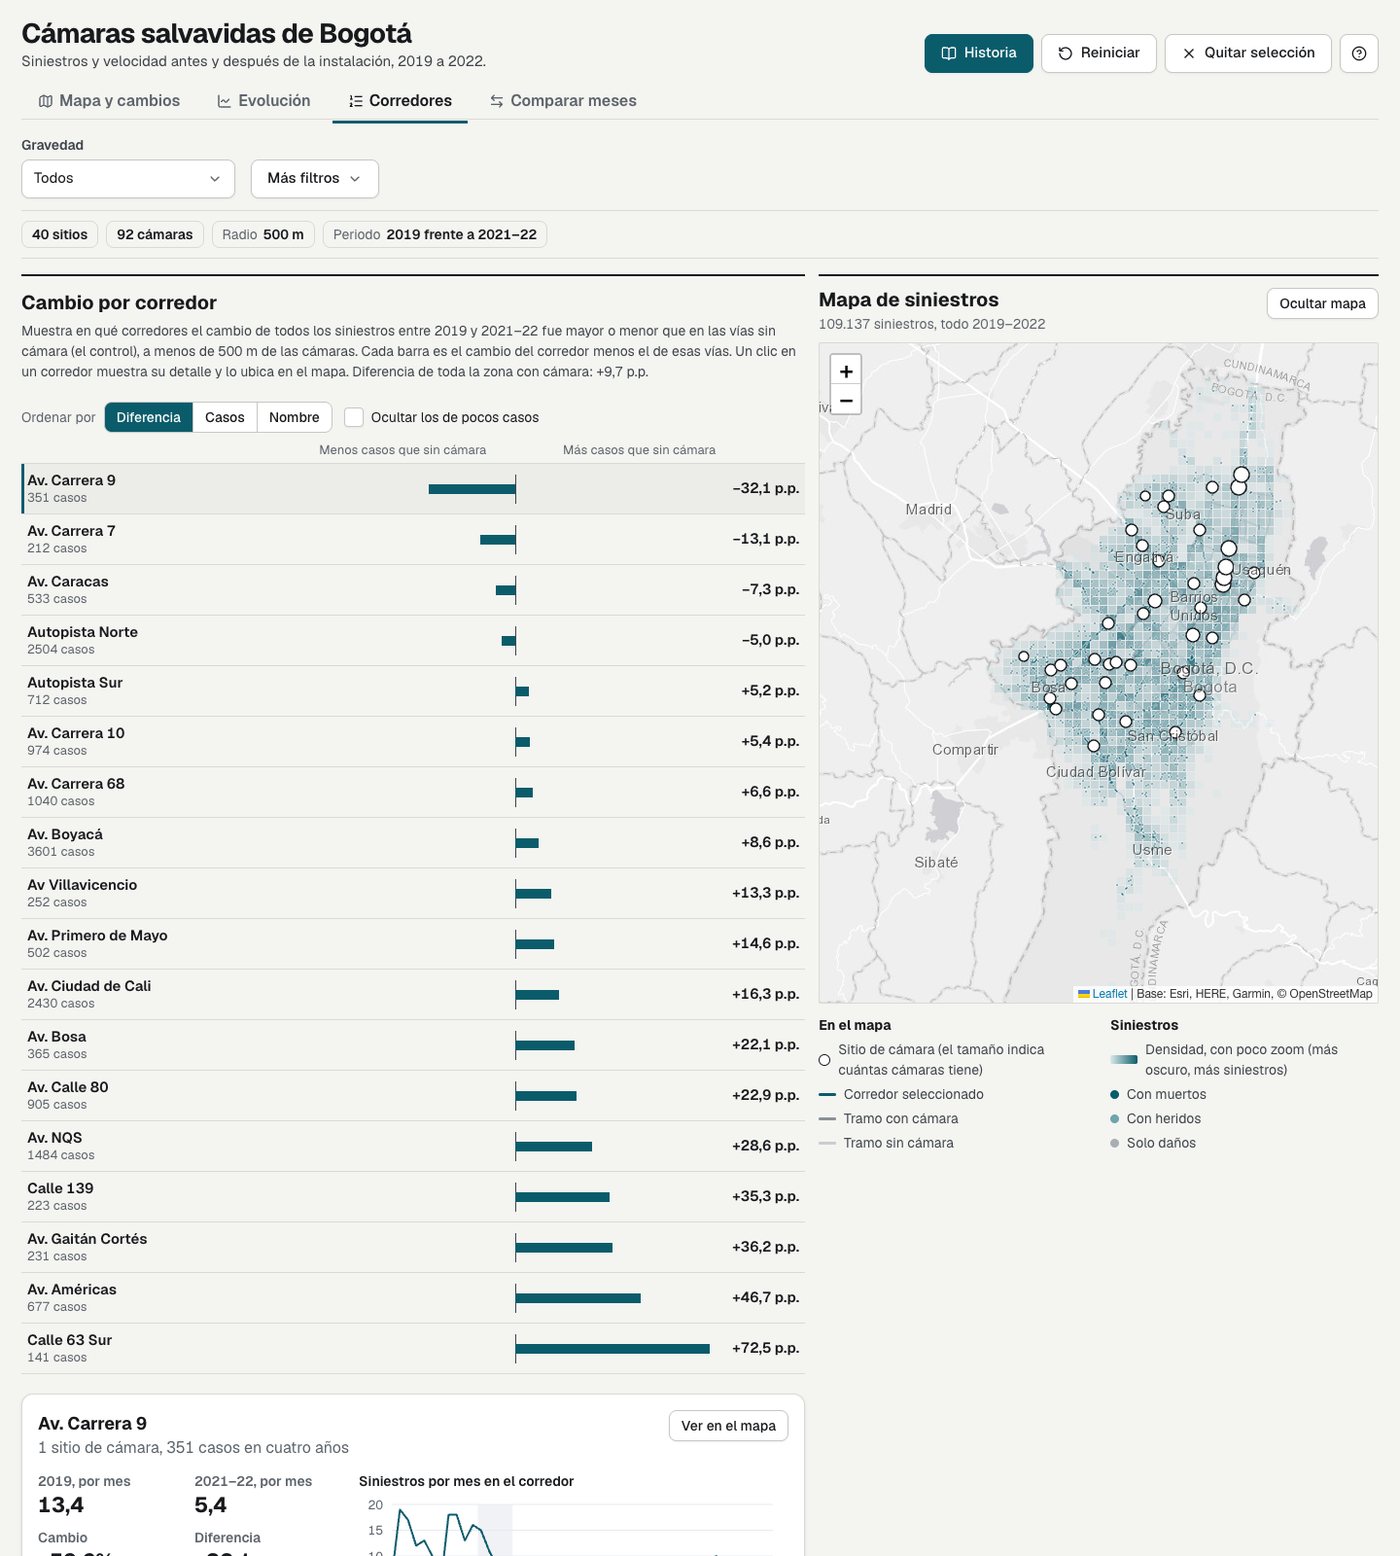 Cámaras salvavidas de Bogotá
Siniestros y velocidad antes y después de la instalación, 2019 a 2022.
Historia
Reiniciar
Quitar selección
Mapa y cambios
Evolución
Corredores
Comparar meses
Gravedad
Todos
Más filtros
40 sitios
92 cámaras
Radio 500 m
Periodo 2019 frente a 2021–22
Cambio por corredor
Muestra en qué corredores el cambio de todos los siniestros entre 2019 y 2021–22 fue mayor o menor que en las vías sin
cámara (el control), a menos de 500 m de las cámaras. Cada barra es el cambio del corredor menos el de esas vías. Un clic en
un corredor muestra su detalle y lo ubica en el mapa. Diferencia de toda la zona con cámara: +9,7 p.p.
Ordenar por
Diferencia
Casos
Nombre
Ocultar los de pocos casos
Menos casos que sin cámara
Más casos que sin cámara
Av. Carrera 9
351 casos
−32,1 p.p.
Av. Carrera 7
212 casos
−13,1 p.p.
Av. Caracas
533 casos
−7,3 p.p.
Autopista Norte
2504 casos
−5,0 p.p.
Autopista Sur
712 casos
+5,2 p.p.
Av. Carrera 10
974 casos
+5,4 p.p.
Av. Carrera 68
1040 casos
+6,6 p.p.
Av. Boyacá
3601 casos
+8,6 p.p.
Av Villavicencio
252 casos
+13,3 p.p.
Av. Primero de Mayo
502 casos
+14,6 p.p.
Av. Ciudad de Cali
2430 casos
+16,3 p.p.
Av. Bosa
365 casos
+22,1 p.p.
Av. Calle 80
905 casos
+22,9 p.p.
Av. NQS
1484 casos
+28,6 p.p.
Calle 139
223 casos
+35,3 p.p.
Av. Gaitán Cortés
231 casos
+36,2 p.p.
Av. Américas
677 casos
+46,7 p.p.
Calle 63 Sur
141 casos
+72,5 p.p.
Av. Carrera 9
1 sitio de cámara, 351 casos en cuatro años
Ver en el mapa
2019, por mes
13,4
2021–22, por mes
5,4
Cambio
Diferencia
Siniestros por mes en el corredor
20
15
10
Mapa de siniestros
109.137 siniestros, todo 2019–2022
Ocultar mapa
+
−
CUNDINAMARCA
BOGOTÁ, D.C.
Madrid
Suba
Engativá
Usaquén
Barrios
Unidos
Bogotá, D.C.
Bogota
Bosa
San Cristóbal
Compartir
Ciudad Bolívar
Usme
Sibaté
Leaflet | Base: Esri, HERE, Garmin, © OpenStreetMap
En el mapa
Sitio de cámara (el tamaño indica
cuántas cámaras tiene)
Corredor seleccionado
Tramo con cámara
Tramo sin cámara
Siniestros
Densidad, con poco zoom (más
oscuro, más siniestros)
Con muertos
Con heridos
Solo daños